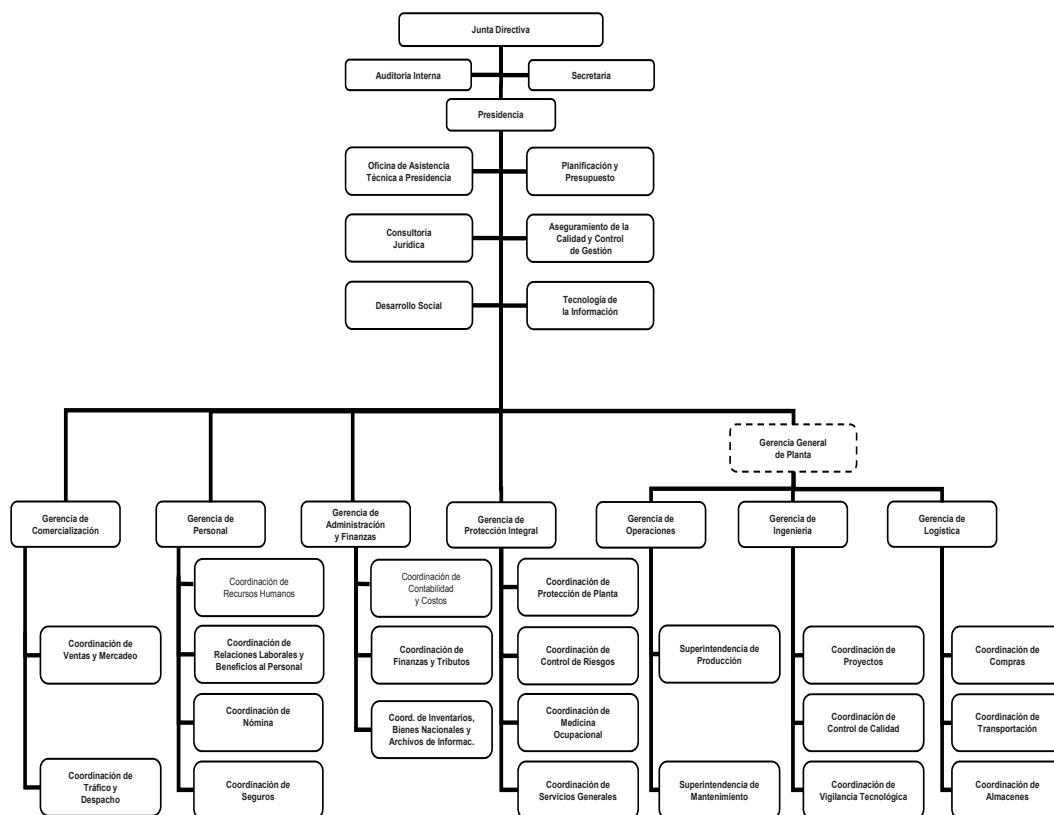 Junta Directiva
Auditoría Interna
Secretaría
Presidencia
Oficina de Asistencia
Técnica a Presidencia
Planificación y
Presupuesto
Consultoría
Jurídica
Aseguramiento de la
Calidad y Control
de Gestión
Desarrollo Social
Tecnología de
la Información
Gerencia General
de Planta
Gerencia de
Comercialización
Gerencia de
Personal
Gerencia de
Administración
y Finanzas
Gerencia de
Protección Integral
Gerencia de
Operaciones
Gerencia de
Ingeniería
Gerencia de
Logística
Coordinación de
Recursos Humanos
Coordinación de
Contabilidad
y Costos
Coordinación de
Protección de Planta
Coordinación de
Ventas y Mercadeo
Coordinación de
Relaciones Laborales y
Beneficios al Personal
Coordinación de
Finanzas y Tributos
Coordinación de
Control de Riesgos
Superintendencia de
Producción
Coordinación de
Proyectos
Coordinación de
Compras
Coordinación de
Nómina
Coord. de Inventarios,
Bienes Nacionales y
Archivos de Informac.
Coordinación de
Medicina
Ocupacional
Coordinación de
Control de Calidad
Coordinación de
Transportación
Coordinación de
Tráfico y
Despacho
Coordinación de
Seguros
Coordinación de
Servicios Generales
Superintendencia de
Mantenimiento
Coordinación de
Vigilancia Tecnológica
Coordinación de
Almacenes